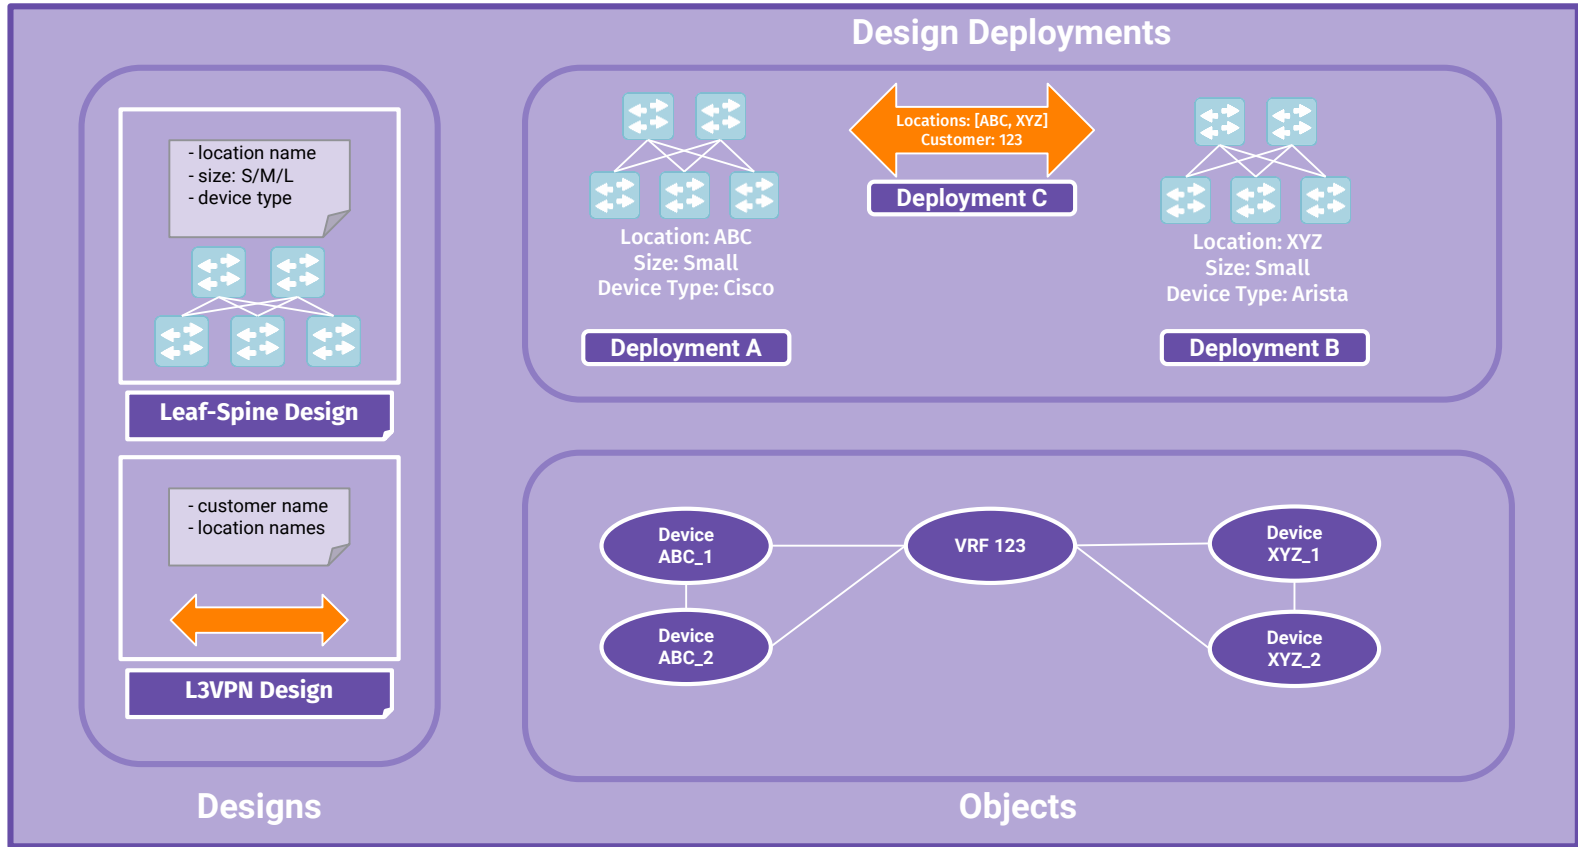 Design Deployments
- location name
- size: S/M/L
- device type
Leaf-Spine Design
- customer name
- location names
L3VPN Design
Designs
Locations: [ABC, XYZ]
Customer: 123
Deployment C
Location: ABC
Size: Small
Device Type: Cisco
Deployment A
Location: XYZ
Size: Small
Device Type: Arista
Deployment B
Device
ABC_1
VRF 123
Device
XYZ_1
Device
ABC_2
Device
XYZ_2
Objects